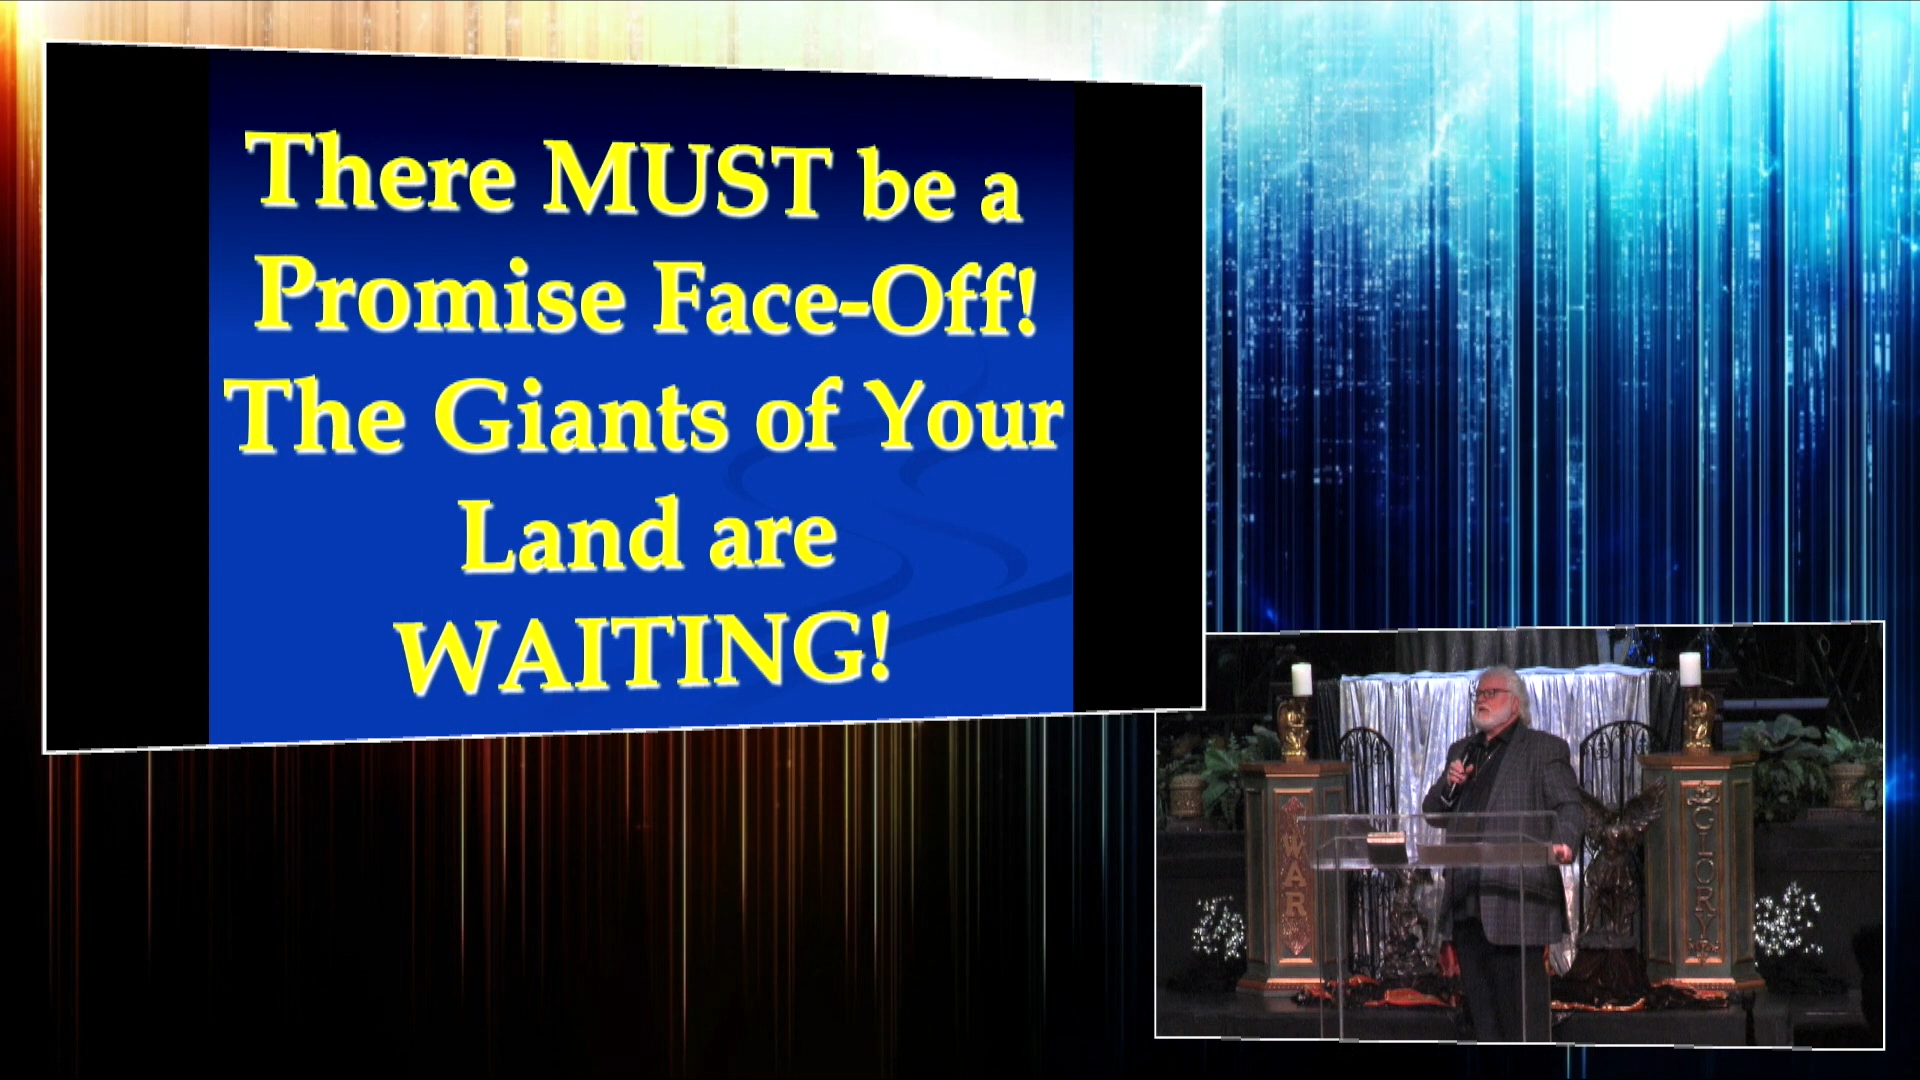 There MUST be a
Promise Face-Off!
The Giants of Your
Land are
WAITING!
WAR
GLORY